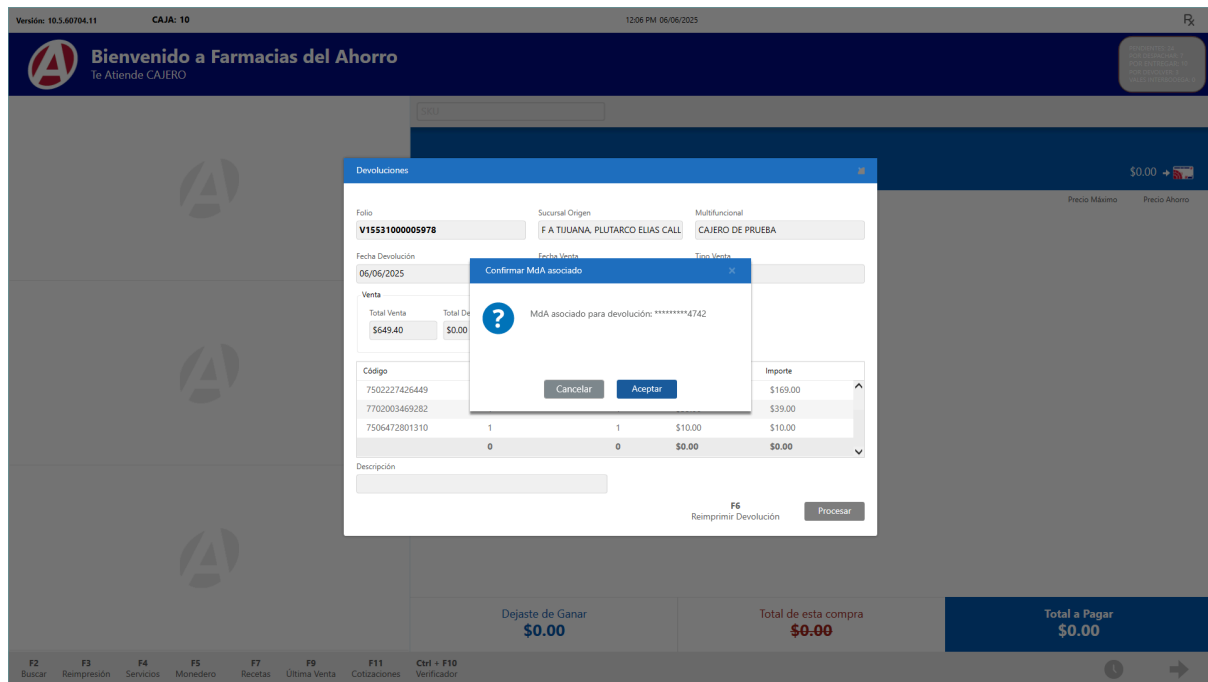 Versión: 10.5.60704.11 CAJA: 10 12:06 PM 06/06/2025
Bienvenido a Farmacias del Ahorro
Te Atiende CAJERO
SKU
$0.00
Precio Máximo Precio Ahorro
Devoluciones
Folio Sucursal Origen Multifuncional
V15531000005978 F A TIJUANA, PLUTARCO ELIAS CALL CAJERO DE PRUEBA
Fecha Devolución Fecha Venta Tipo Venta
06/06/2025
Confirmar MdA asociado
MdA asociado para devolución: *********4742
Cancelar Aceptar
Venta
Total Venta Total De
$649.40 $0.00
Código Importe
7502227426449 $169.00
7702003469282 $39.00
7506472801310 1 1 $10.00 $10.00
0 0 $0.00 $0.00
Descripción
F6
Reimprimir Devolución
Procesar
Dejaste de Ganar Total de esta compra Total a Pagar
$0.00 $0.00 $0.00
F2 F3 F4 F5 F7 F9 F11 Ctrl + F10
Buscar Reimpresión Servicios Monedero Recetas Última Venta Cotizaciones Verificador